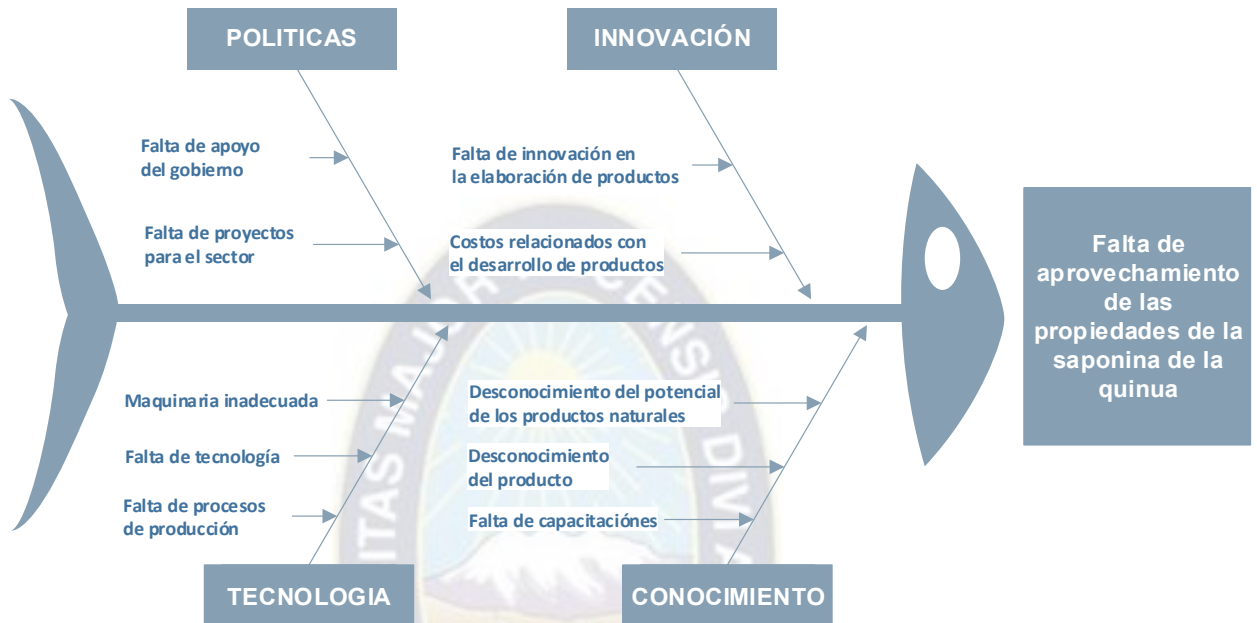 POLITICAS
INNOVACIÓN
Falta de apoyo
del gobierno
Falta de innovación en
la elaboración de productos
Falta de proyectos
para el sector
Costos relacionados con
el desarrollo de productos
Falta de
aprovechamiento
de las
propiedades de la
saponina de la
quinua
Maquinaria inadecuada
Desconocimiento del potencial
de los productos naturales
Falta de tecnología
Desconocimiento
del producto
Falta de procesos
de producción
Falta de capacitaciónes
TECNOLOGIA
CONOCIMIENTO